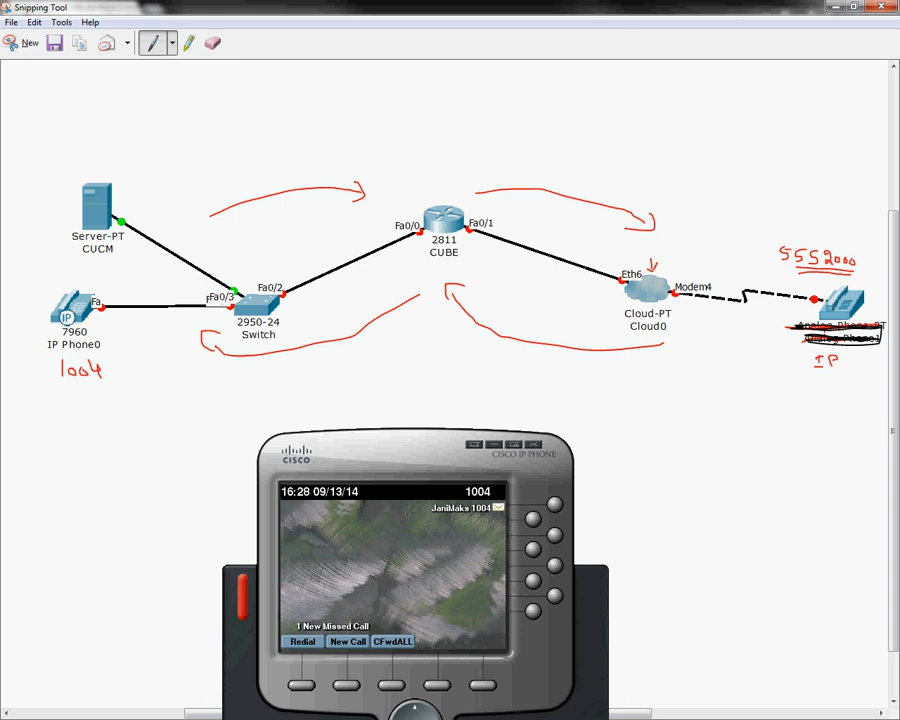 Snipping Tool
File Edit Tools Help
New
Server-PT
CUCM
Fa0/0
Fa0/1
2811
CUBE
5552000
Eth6
Modem4
Cloud-PT
Cloud0
Fa
Fa0/3
Fa0/2
2950-24
Switch
7960
IP Phone0
1004
IP
CISCO
CISCO IP PHONE
16:28 09/13/14 1004
JaniMaks 1004
1 New Missed Call
Redial New Call CFwdALL